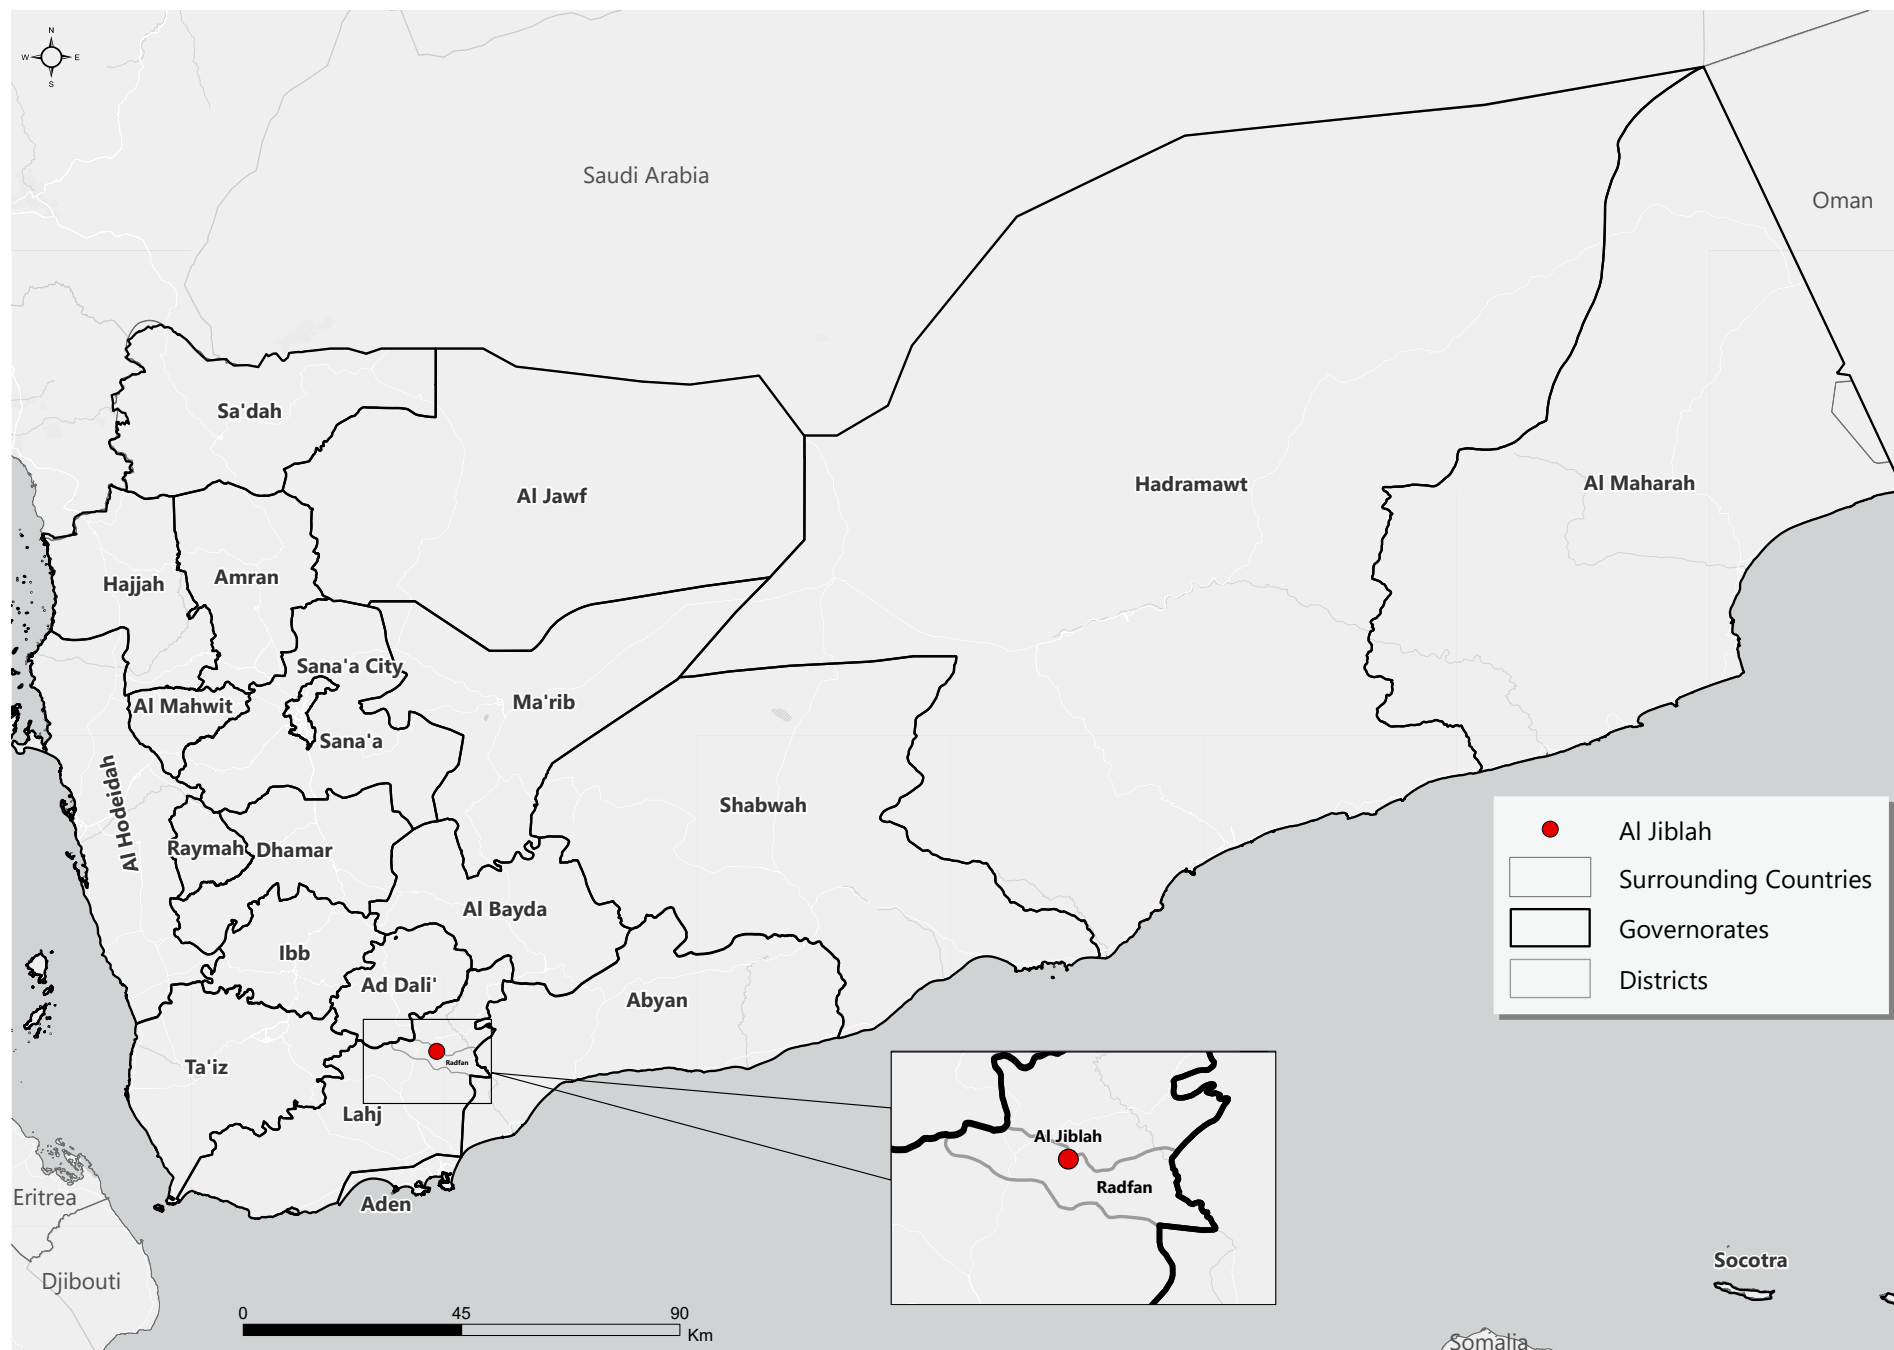 N
W E
S
Saudi Arabia
Oman
Sa'dah
Al Jawf
Hadramawt
Al Maharah
Hajjah
Amran
Sana'a City
Al Mahwit
Ma'rib
Sana'a
Al Hodeidah
Shabwah
Raymah
Dhamar
Al Bayda
Ibb
Ad Dali'
Abyan
Ta'iz
Radfan
Lahj
Aden
Al Jiblah
Surrounding Countries
Governorates
Districts
Al Jiblah
Radfan
Eritrea
Djibouti
Socotra
Somalia
0 45 90
Km